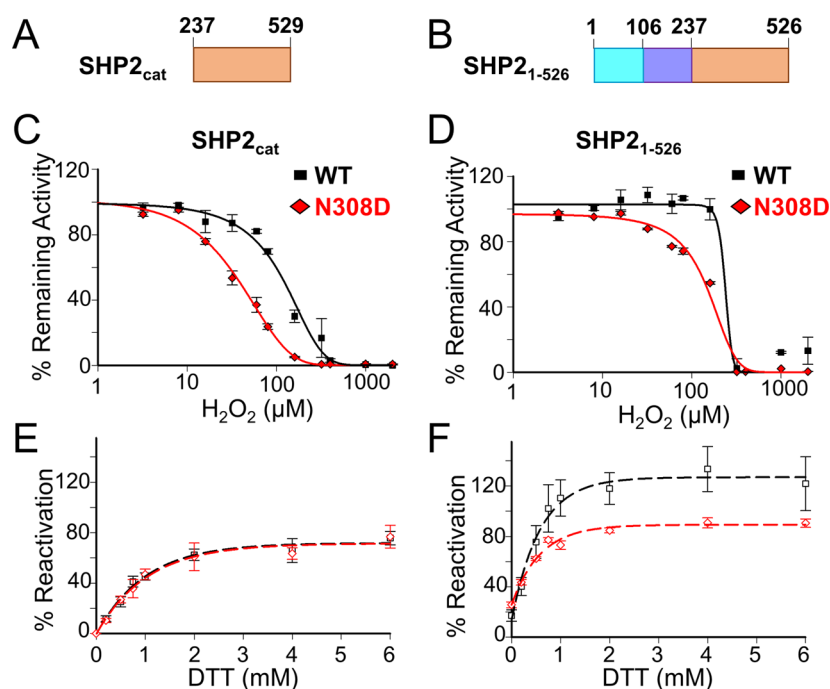 A
237 529
SHP2cat
B
1 106 237 526
SHP21-526
C
SHP2cat
WT
N308D
% Remaining Activity
120
80
40
0
1 10 100 1000
H2O2 (µM)
D
SHP21-526
WT
N308D
% Remaining Activity
120
80
40
0
1 10 100 1000
H2O2 (µM)
E
% Reactivation
120
80
40
0
0 1 2 3 4 5 6
DTT (mM)
F
% Reactivation
120
80
40
0
0 1 2 3 4 5 6
DTT (mM)